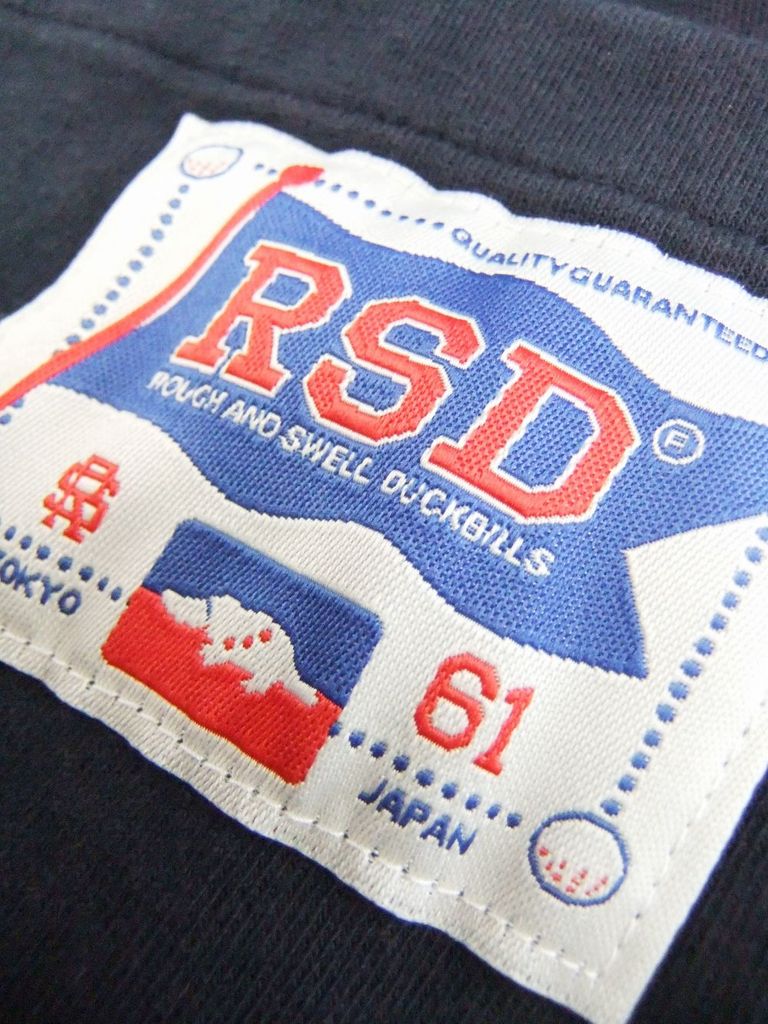 QUALITY GUARANTEED
RSD®
ROUGH AND SWELL DUCKBILLS
TOKYO
61
JAPAN